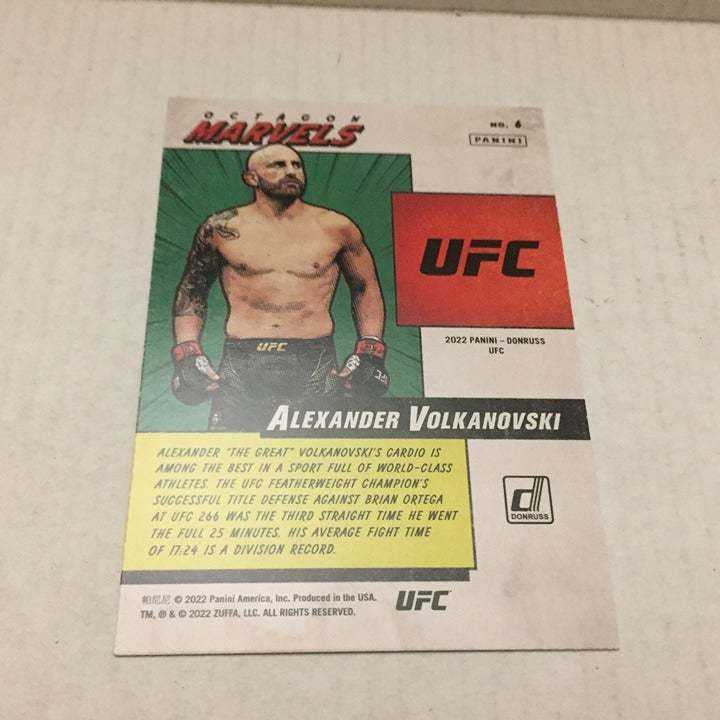 OCTAGON
MARVELS
NO. 6
PANINI
UFC
2022 PANINI – DONRUSS
UFC
UFC
ALEXANDER VOLKANOVSKI
ALEXANDER "THE GREAT" VOLKANOVSKI'S CARDIO IS
AMONG THE BEST IN A SPORT FULL OF WORLD-CLASS
ATHLETES. THE UFC FEATHERWEIGHT CHAMPION'S
SUCCESSFUL TITLE DEFENSE AGAINST BRIAN ORTEGA
AT UFC 266 WAS THE THIRD STRAIGHT TIME HE WENT
THE FULL 25 MINUTES. HIS AVERAGE FIGHT TIME
OF 17:24 IS A DIVISION RECORD.
d
DONRUSS
帕尼尼 © 2022 Panini America, Inc. Produced in the USA.
TM, ® & © 2022 ZUFFA, LLC. ALL RIGHTS RESERVED.
UFC